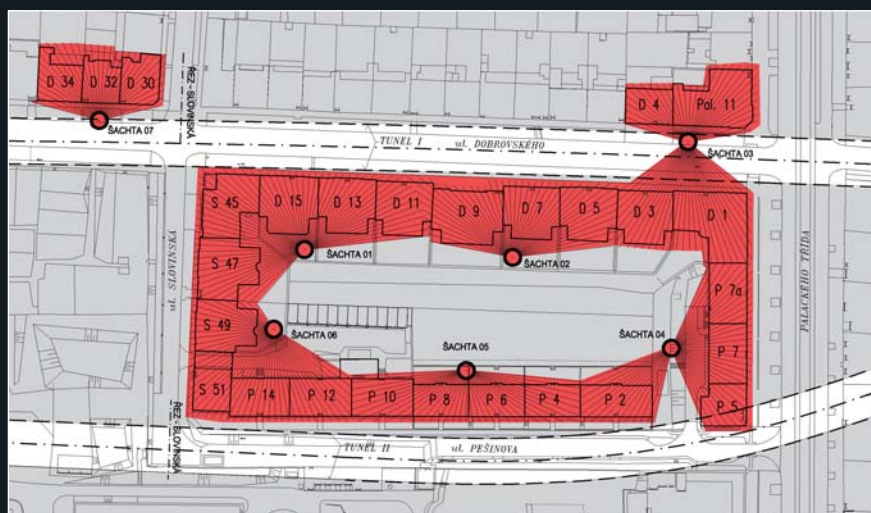 D 34
D 32
D 30
ŘEZ - SLOVINSKÁ
ŠACHTA 07
D 4
Pal. 11
TUNEL I
ul. DOBROVSKÉHO
ŠACHTA 03
S 45
D 15
D 13
D 11
D 9
D 7
D 5
D 3
D 1
ul. SLOVINSKÁ
PALACKÉHO TŘÍDA
S 47
ŠACHTA 01
ŠACHTA 02
P 7a
S 49
ŠACHTA 06
ŠACHTA 05
ŠACHTA 04
P 7
S 51
P 14
P 12
P 10
P 8
P 6
P 4
P 2
P 5
ŘEZ - SLOVINSKÁ
TUNEL II
ul. PEŠINOVA